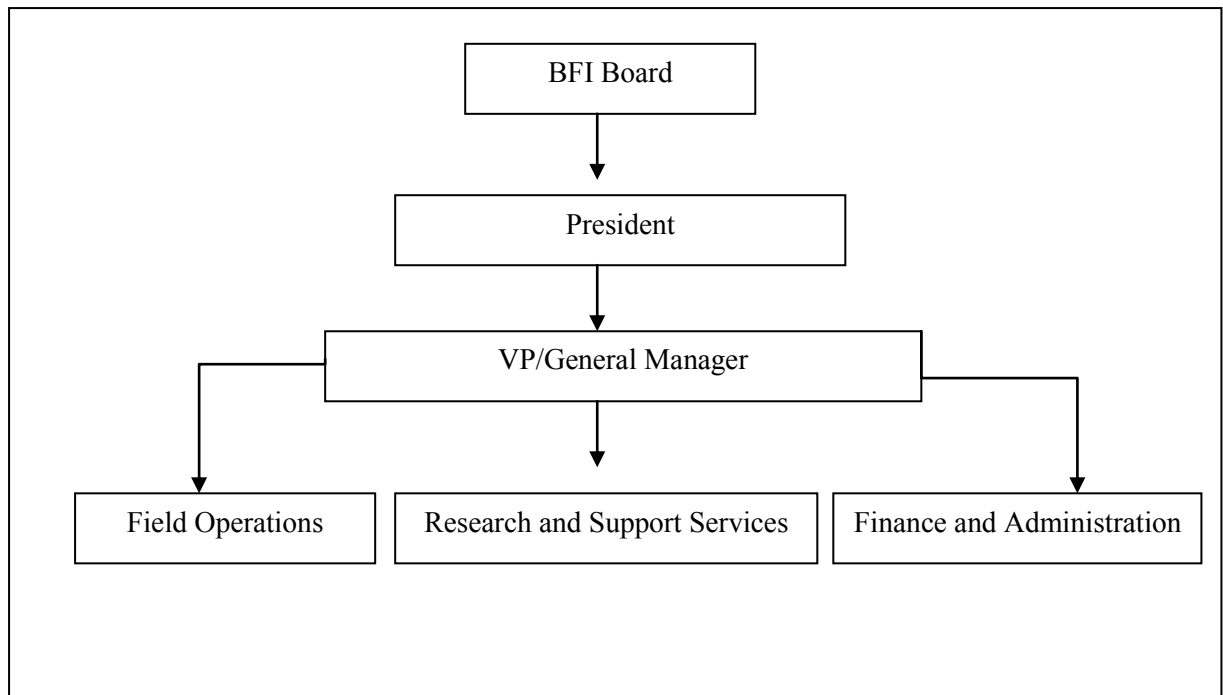 BFI Board
President
VP/General Manager
Field Operations
Research and Support Services
Finance and Administration